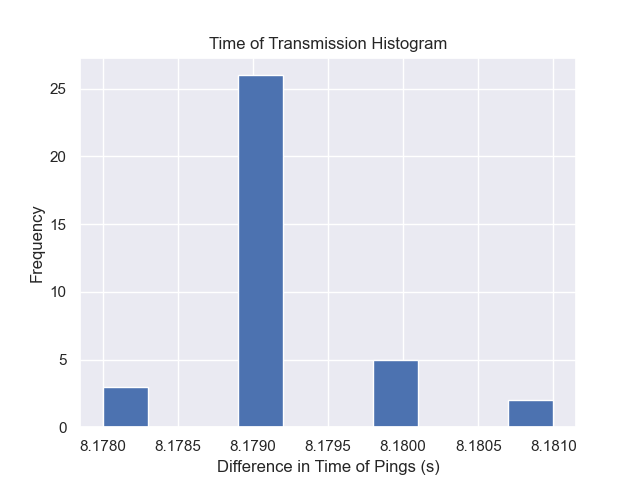 Time of Transmission Histogram
25
20
15
10
5
0
Frequency
8.1780 8.1785 8.1790 8.1795 8.1800 8.1805 8.1810
Difference in Time of Pings (s)